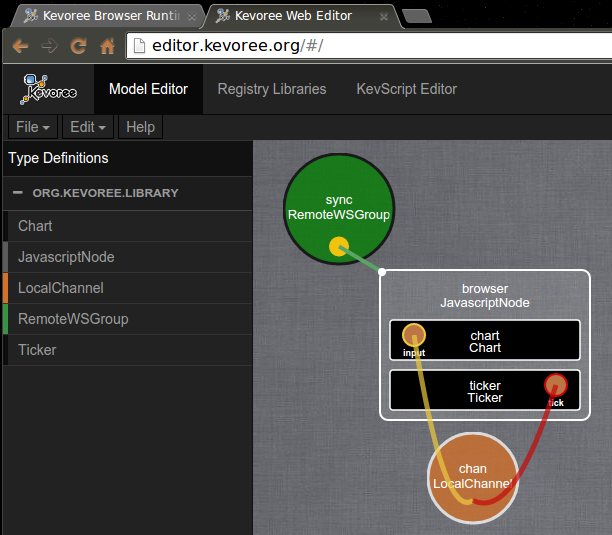 Kevoree Browser Runti
Kevoree Web Editor
editor.kevoree.org/#/
Kevoree
Model Editor
Registry Libraries
KevScript Editor
File
Edit
Help
Type Definitions
ORG.KEVOREE.LIBRARY
Chart
JavascriptNode
LocalChannel
RemoteWSGroup
Ticker
sync
RemoteWSGroup
browser
JavascriptNode
chart
Chart
input
ticker
Ticker
tick
chan
LocalChannel